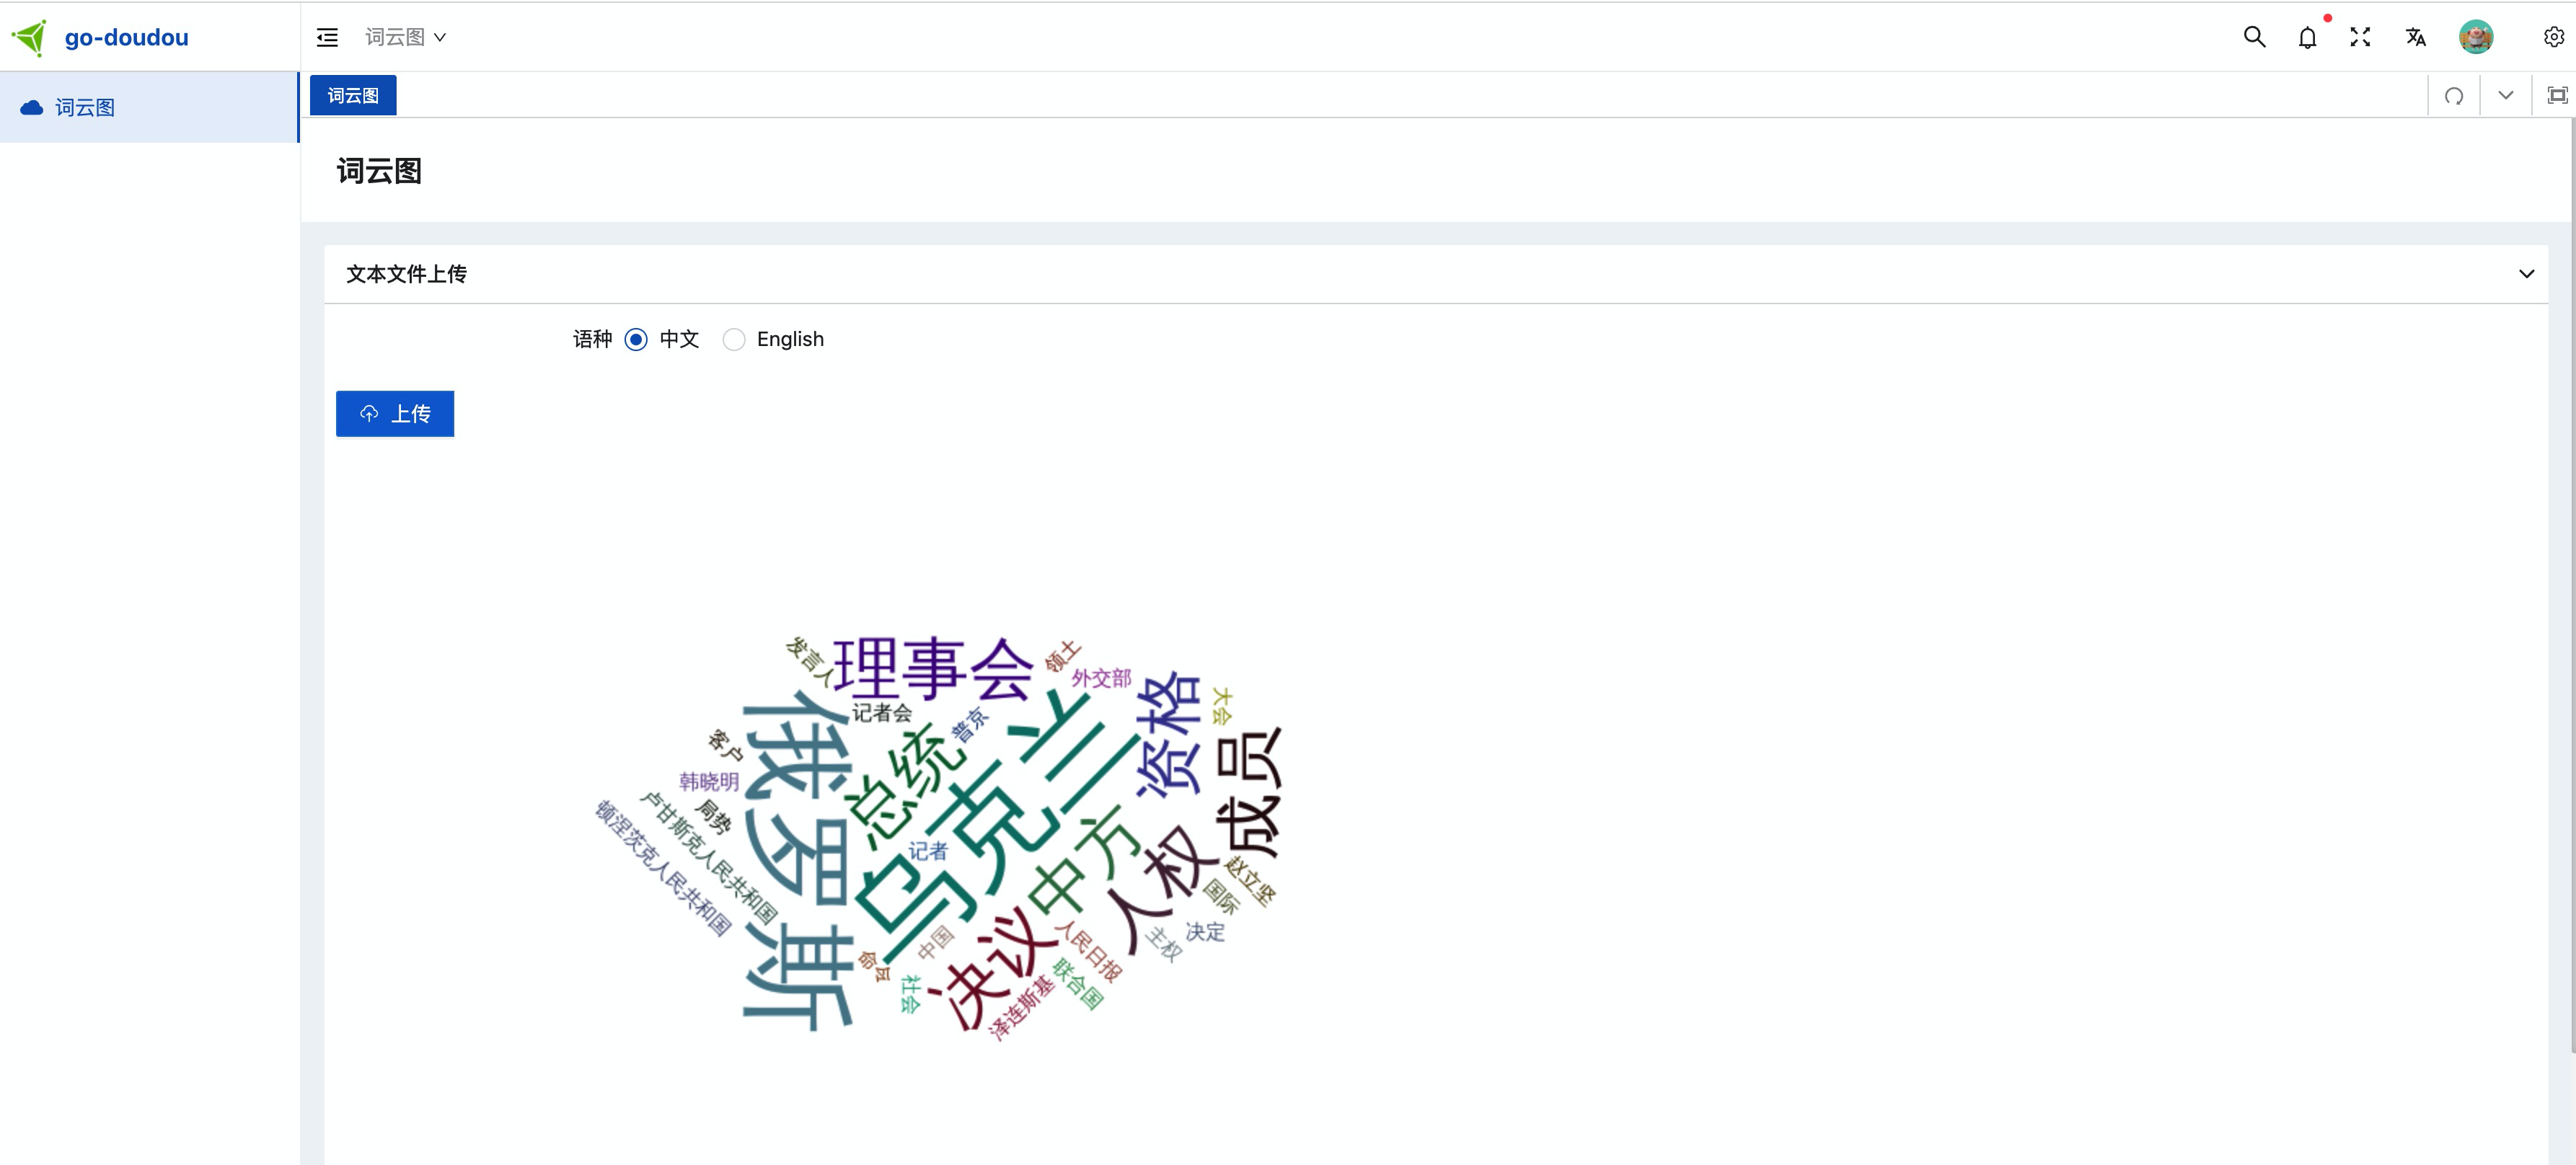 go-doudou
词云图
词云图
词云图
词云图
文本文件上传
语种 中文 English
上传
理事会
发言人
领土
外交部
资格
大会
记者会
普京
俄罗斯
总统
乌克兰
成员
客户
韩晓明
局势
卢甘斯克人民共和国
顿涅茨克人民共和国
记者
中方
人权
赵立坚
国际
决定
主权
人民日报
决议
中国
命令
社会
联合国
泽连斯基